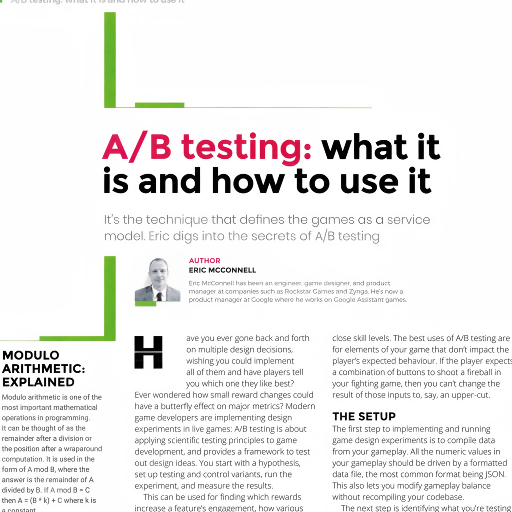 A/B testing: what it is and how to use it
A/B testing: what it
is and how to use it
It's the technique that defines the games as a service
model. Eric digs into the secrets of A/B testing
AUTHOR
ERIC MCCONNELL
Eric McConnell has been an engineer, game designer, and product
manager at companies such as Rockstar Games and Zynga. He's now a
product manager at Google where he works on Google Assistant games.
MODULO
ARITHMETIC:
EXPLAINED
Modulo arithmetic is one of the
most important mathematical
operations in programming.
It can be thought of as the
remainder after a division or
the position after a wraparound
computation. It is used in the
form of A mod B, where the
answer is the remainder of A
divided by B. If A mod B = C
then A = (B * k) + C where k is
a constant.
Have you ever gone back and forth
on multiple design decisions,
wishing you could implement
all of them and have players tell
you which one they like best?
Ever wondered how small reward changes could
have a butterfly effect on major metrics? Modern
game developers are implementing design
experiments in live games: A/B testing is about
applying scientific testing principles to game
development, and provides a framework to test
out design ideas. You start with a hypothesis,
set up testing and control variants, run the
experiment, and measure the results.
This can be used for finding which rewards
increase a feature's engagement, how various
close skill levels. The best uses of A/B testing are
for elements of your game that don't impact the
player's expected behaviour. If the player expects
a combination of buttons to shoot a fireball in
your fighting game, then you can't change the
result of those inputs to, say, an upper-cut.
THE SETUP
The first step to implementing and running
game design experiments is to compile data
from your gameplay. All the numeric values in
your gameplay should be driven by a formatted
data file, the most common format being JSON.
This also lets you modify gameplay balance
without recompiling your codebase.
The next step is identifying what you're testing